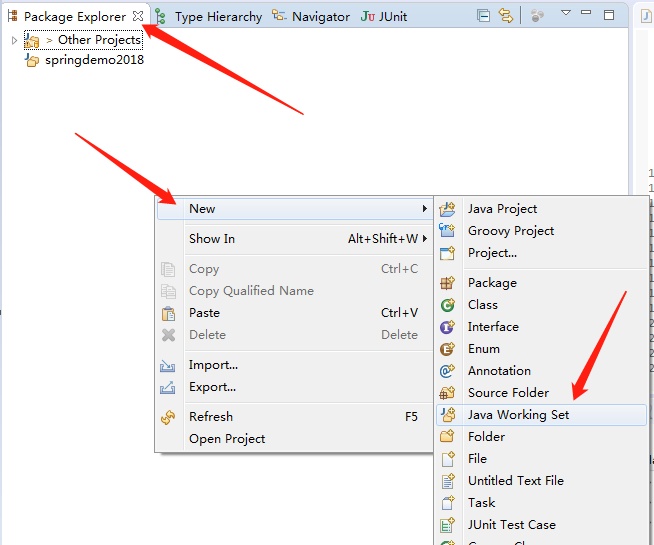 Package Explorer Type Hierarchy Navigator JUnit
> Other Projects
springdemo2018
New
Show In Alt+Shift+W
Copy Ctrl+C
Copy Qualified Name
Paste Ctrl+V
Delete Delete
Import...
Export...
Refresh F5
Open Project
Java Project
Groovy Project
Project...
Package
Class
Interface
Enum
Annotation
Source Folder
Java Working Set
Folder
File
Untitled Text File
Task
JUnit Test Case